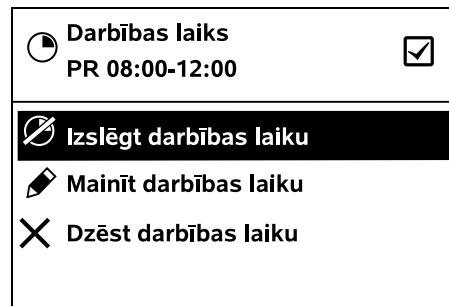 Darbības laiks
PR 08:00-12:00
Izslēgt darbības laiku
Mainīt darbības laiku
Dzēst darbības laiku